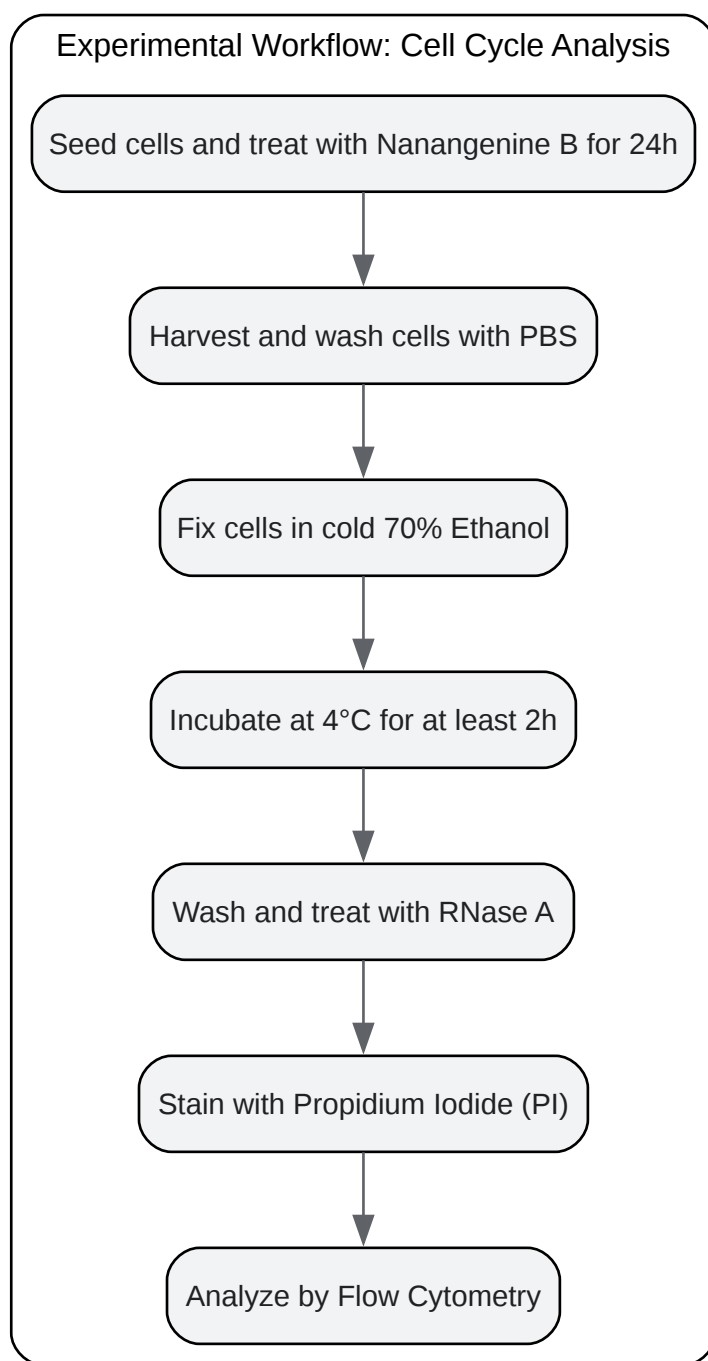 Experimental Workflow: Cell Cycle Analysis
Seed cells and treat with Nanangenine B for 24h
Harvest and wash cells with PBS
Fix cells in cold 70% Ethanol
Incubate at 4°C for at least 2h
Wash and treat with RNase A
Stain with Propidium Iodide (PI)
Analyze by Flow Cytometry